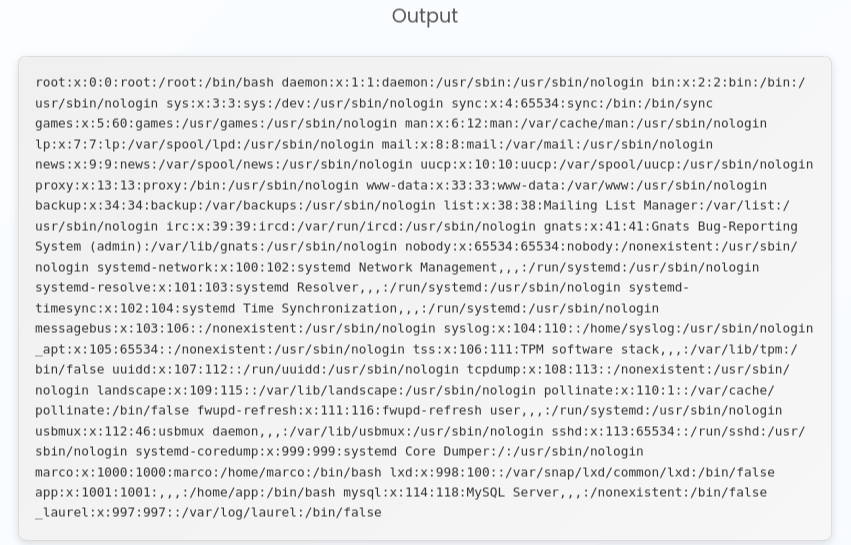 Output
root:x:0:0:root:/root:/bin/bash daemon:x:1:1:daemon:/usr/sbin:/usr/sbin/nologin bin:x:2:2:bin:/bin:/
usr/sbin/nologin sys:x:3:3:sys:/dev:/usr/sbin/nologin sync:x:4:65534:sync:/bin:/bin/sync
games:x:5:60:games:/usr/games:/usr/sbin/nologin man:x:6:12:man:/var/cache/man:/usr/sbin/nologin
lp:x:7:7:lp:/var/spool/lpd:/usr/sbin/nologin mail:x:8:8:mail:/var/mail:/usr/sbin/nologin
news:x:9:9:news:/var/spool/news:/usr/sbin/nologin uucp:x:10:10:uucp:/var/spool/uucp:/usr/sbin/nologin
proxy:x:13:13:proxy:/bin:/usr/sbin/nologin www-data:x:33:33:www-data:/var/www:/usr/sbin/nologin
backup:x:34:34:backup:/var/backups:/usr/sbin/nologin list:x:38:38:Mailing List Manager:/var/list:/
usr/sbin/nologin irc:x:39:39:ircd:/var/run/ircd:/usr/sbin/nologin gnats:x:41:41:Gnats Bug-Reporting
System (admin):/var/lib/gnats:/usr/sbin/nologin nobody:x:65534:65534:nobody:/nonexistent:/usr/sbin/
nologin systemd-network:x:100:102:systemd Network Management,,,:/run/systemd:/usr/sbin/nologin
systemd-resolve:x:101:103:systemd Resolver,,,:/run/systemd:/usr/sbin/nologin systemd-
timesync:x:102:104:systemd Time Synchronization,,,:/run/systemd:/usr/sbin/nologin
messagebus:x:103:106::/nonexistent:/usr/sbin/nologin syslog:x:104:110::/home/syslog:/usr/sbin/nologin
_apt:x:105:65534::/nonexistent:/usr/sbin/nologin tss:x:106:111:TPM software stack,,,:/var/lib/tpm:/
bin/false uuidd:x:107:112::/run/uuidd:/usr/sbin/nologin tcpdump:x:108:113::/nonexistent:/usr/sbin/
nologin landscape:x:109:115::/var/lib/landscape:/usr/sbin/nologin pollinate:x:110:1::/var/cache/
pollinate:/bin/false fwupd-refresh:x:111:116:fwupd-refresh user,,,:/run/systemd:/usr/sbin/nologin
usbmux:x:112:46:usbmux daemon,,,:/var/lib/usbmux:/usr/sbin/nologin sshd:x:113:65534::/run/sshd:/usr/
sbin/nologin systemd-coredump:x:999:999:systemd Core Dumper:/:/usr/sbin/nologin
marco:x:1000:1000:marco:/home/marco:/bin/bash lxd:x:998:100::/var/snap/lxd/common/lxd:/bin/false
app:x:1001:1001:,,,:/home/app:/bin/bash mysql:x:114:118:MySQL Server,,,:/nonexistent:/bin/false
_laurel:x:997:997::/var/log/laurel:/bin/false